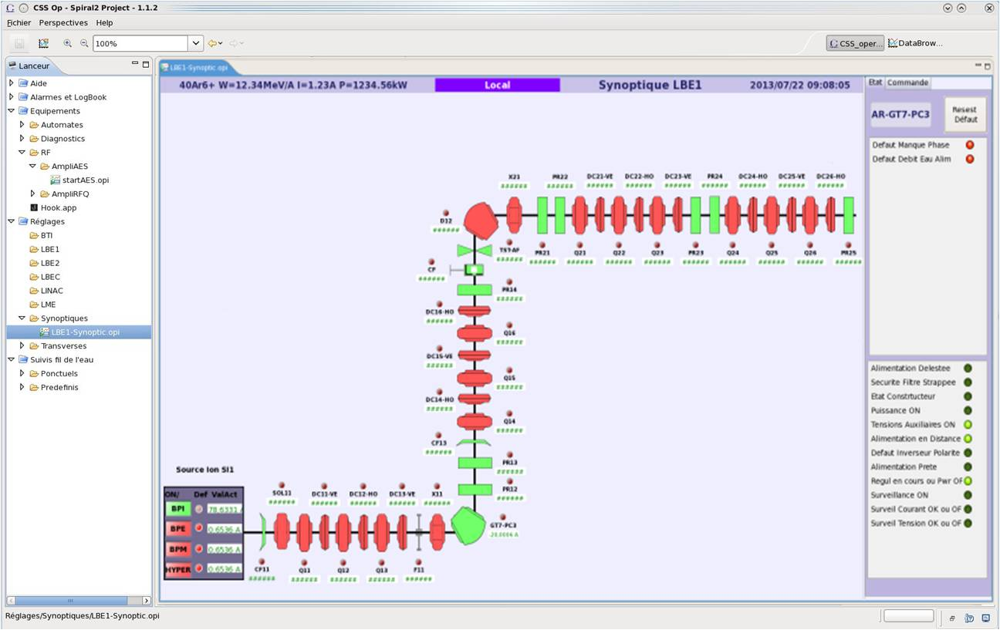 CSS Op - Spiral2 Project - 1.1.2
Fichier Perspectives Help
100%
CSS_oper... DataBrow...
Lanceur
Aide
Alarmes et LogBook
Equipements
Automates
Diagnostics
RF
AmpliAES
startAES.opi
AmpliRFQ
Hook.app
Réglages
BTI
LBE1
LBE2
LBEC
LINAC
LME
Synoptiques
LBE1-Synoptic.opi
Transverses
Suivis fil de l'eau
Ponctuels
Predefinis
LBE1-Synoptic.opi
40Ar6+ W=12.34MeV/A I=1.23A P=1234.56kW Local Synoptique LBE1 2013/07/22 09:08:05
X21 PR22 DC21-VE DC22-HO DC23-VE PR24 DC24-HO DC25-VE DC26-HO
###### ###### ###### ###### ###### ###### ###### ###### ######
D12
######
TST-AF PR21 Q21 Q22 Q23 PR23 Q24 Q25 Q26 PR25
###### ###### ###### ###### ###### ###### ###### ###### ###### ######
CF
######
PR14
######
DC16-HO
######
Q16
######
DC15-VE
######
Q15
######
DC14-HO
######
Q14
######
CF13
######
PR13
######
PR12
######
Source Ion SI1
ON/ Def ValAct
BPI 78.6331
BPE 0.6536 A
BPM 0.6536 A
HYPER 0.6536 A
SOL11 DC11-VE DC12-HO DC13-VE X11
###### ###### ###### ###### ######
GT7-PC3
-20.0006 A
CF11 Q11 Q12 Q13 F11
###### ###### ###### ###### ######
Etat Commande
AR-GT7-PC3
Resest
Défaut
Defaut Manque Phase
Defaut Debit Eau Alim
Alimentation Delestee
Securite Filtre Strappee
Etat Constrtucteur
Puissance ON
Tensions Auxiliaires ON
Alimentation en Distance
Defaut Inverseur Polarite
Alimentation Prete
Regul en cours ou Pwr OF
Surveillance ON
Surveil Courant OK ou OF
Surveil Tension OK ou OF
Réglages/Synoptiques/LBE1-Synoptic.opi